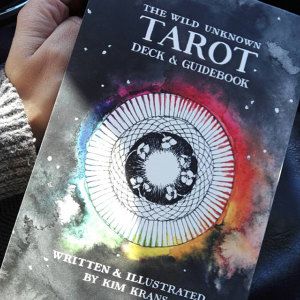 THE WILD UNKNOWN
TAROT
DECK & GUIDEBOOK
WRITTEN & ILLUSTRATED
BY KIM KRANS